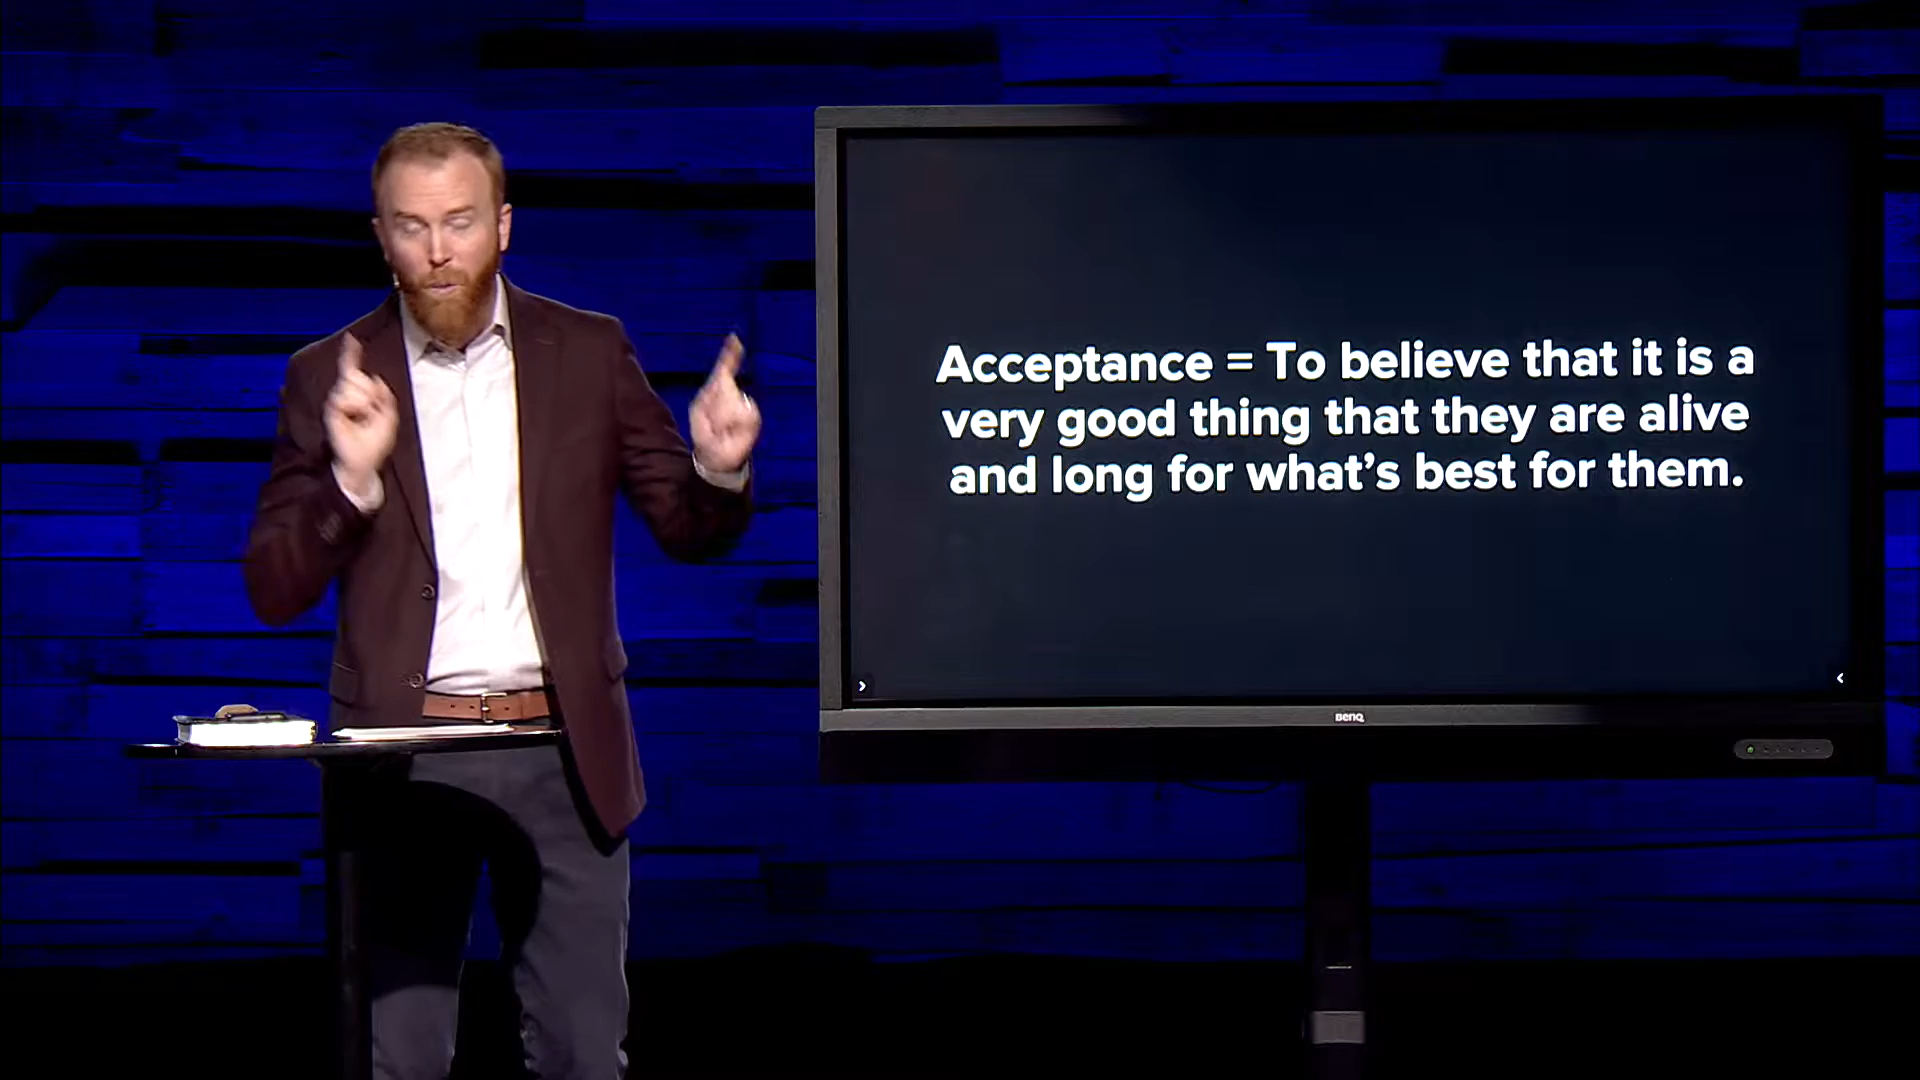 Acceptance = To believe that it is a
very good thing that they are alive
and long for what's best for them.
BenQ